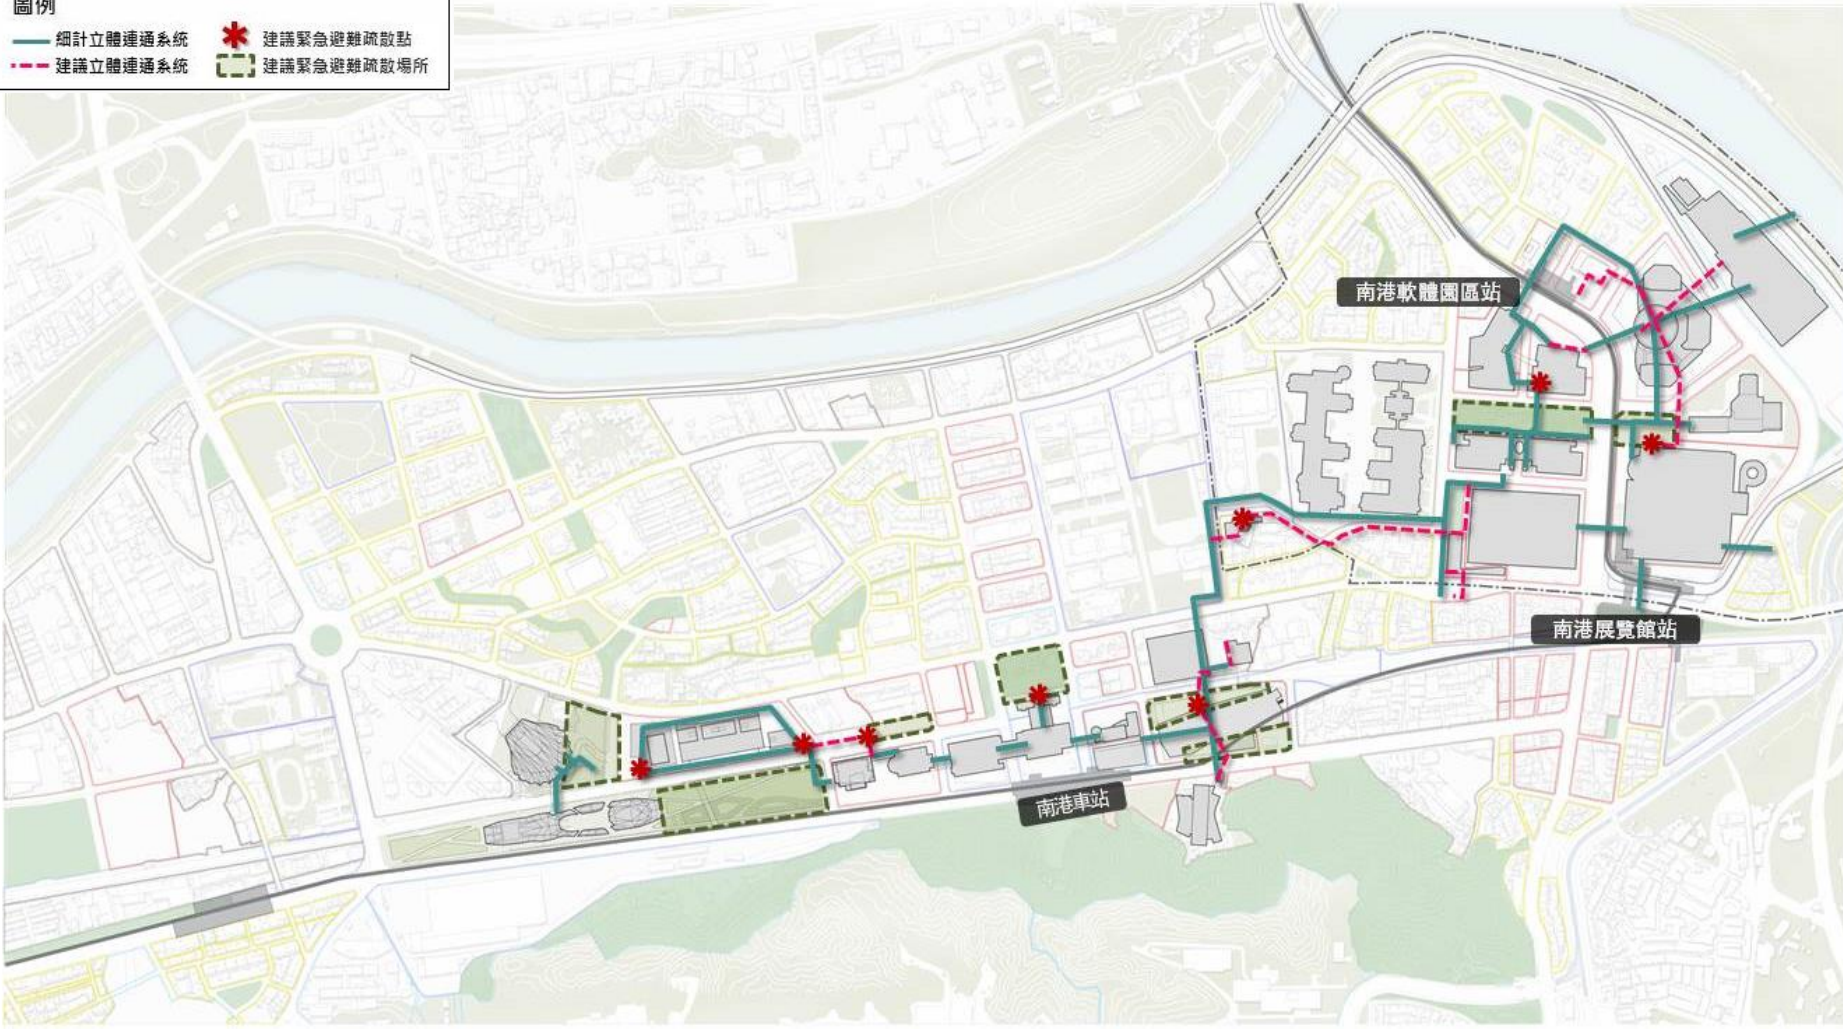 圖例
細計立體連通系統
建議緊急避難疏散點
建議立體連通系統
建議緊急避難疏散場所
南港軟體園區站
南港展覽館站
南港車站